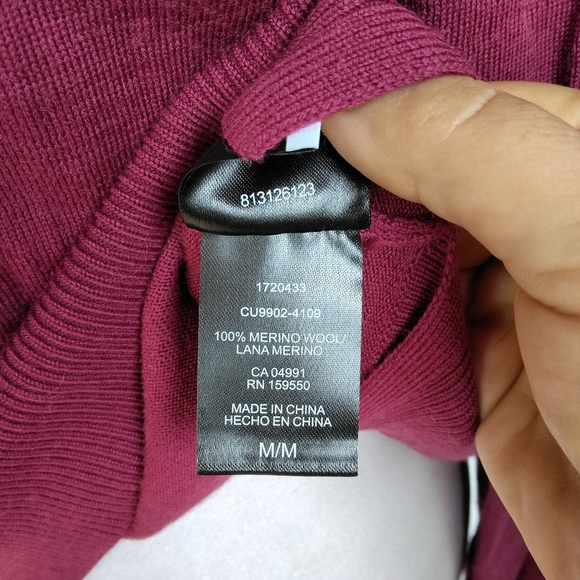 813126123
1720433
CU9902-4109
100% MERINO WOOL/
LANA MERINO
CA 04991
RN 159550
MADE IN CHINA
HECHO EN CHINA
M/M